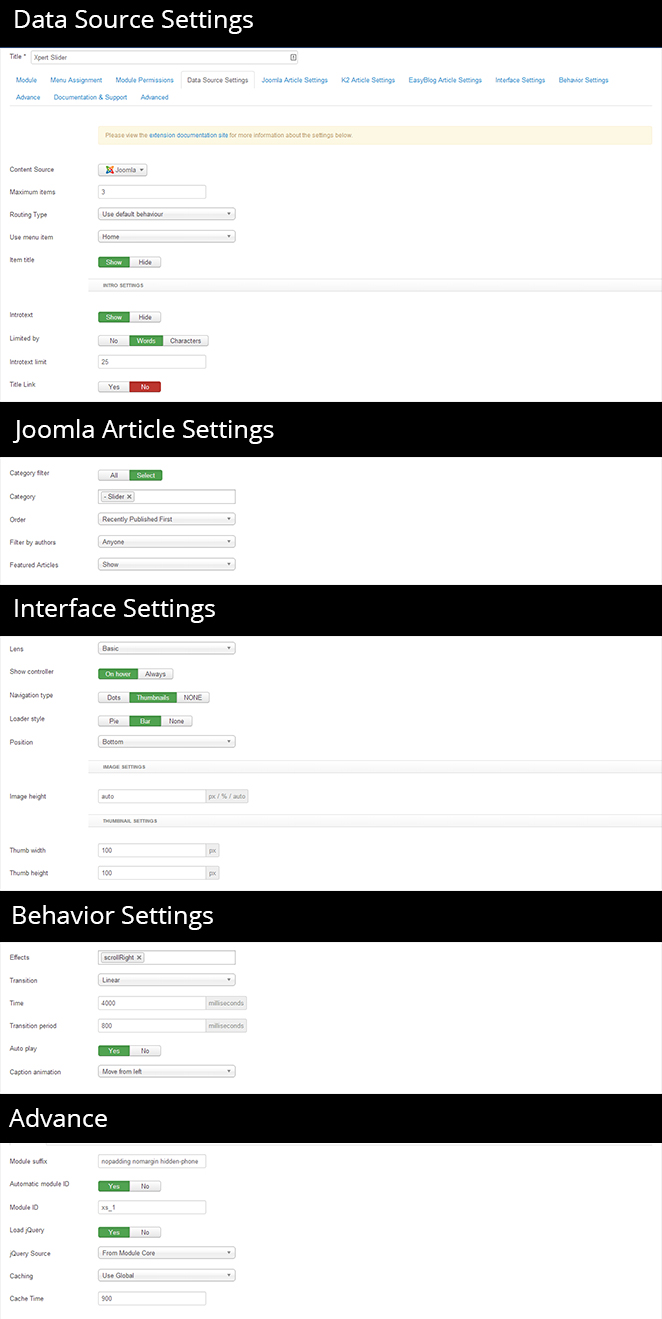 Data Source Settings
Title * Xpert Slider
Module Menu Assignment Module Permissions Data Source Settings Joomla Article Settings K2 Article Settings EasyBlog Article Settings Interface Settings Behavior Settings
Advance Documentation & Support Advanced
Please view the extension documentation site for more information about the settings below.
Content Source Joomla
Maximum items 3
Routing Type Use default behaviour
Use menu item Home
Item title Show Hide
INTRO SETTINGS
Introtext Show Hide
Limited by No Words Characters
Introtext limit 25
Title Link Yes No
Joomla Article Settings
Category filter All Select
Category - Slider x
Order Recently Published First
Filter by authors Anyone
Featured Articles Show
Interface Settings
Lens Basic
Show controller On hover Always
Navigation type Dots Thumbnails NONE
Loader style Pie Bar None
Position Bottom
IMAGE SETTINGS
Image height auto px / % / auto
THUMBNAIL SETTINGS
Thumb width 100 px
Thumb height 100 px
Behavior Settings
Effects scrollRight x
Transition Linear
Time 4000 milliseconds
Transition period 800 milliseconds
Auto play Yes No
Caption animation Move from left
Advance
Module suffix nopadding nomargin hidden-phone
Automatic module ID Yes No
Module ID xs_1
Load jQuery Yes No
jQuery Source From Module Core
Caching Use Global
Cache Time 900